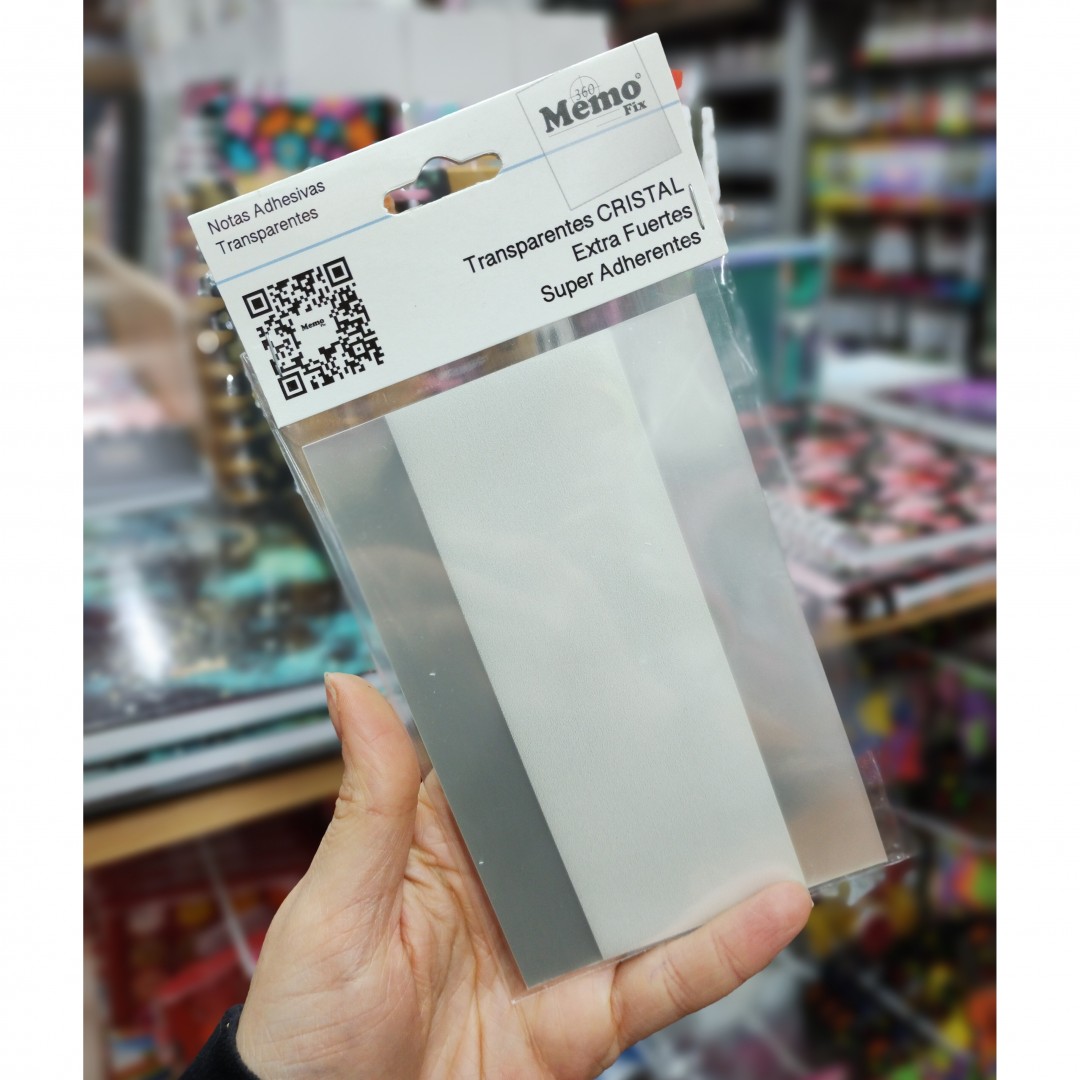 Notas Adhesivas
Transparentes
360
Memo
Fix
Transparentes CRISTAL
Extra Fuertes
Super Adherentes
Memo